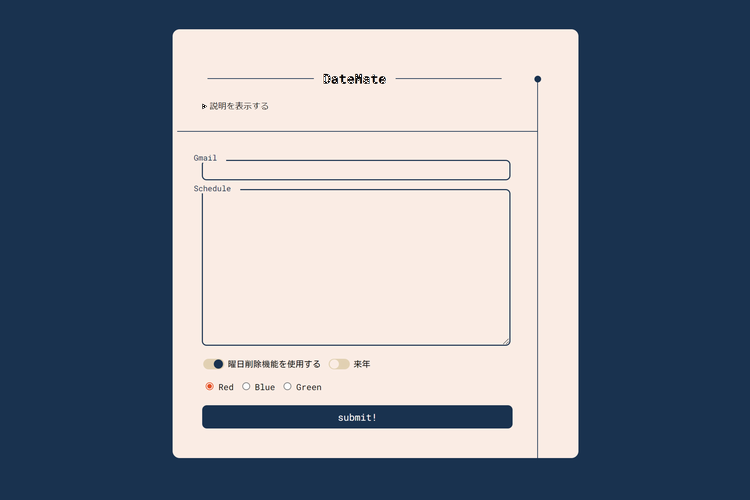 DateMate
説明を表示する
Gmail
Schedule
曜日削除機能を使用する 来年
Red Blue Green
submit!